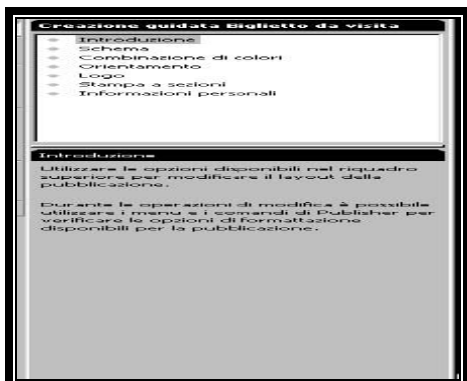 Creazione guidata Biglietto da visita
Introduzione
Schema
Combinazione di colori
Orientamento
Logo
Stampa a sezioni
Informazioni personali
Introduzione
Utilizzare le opzioni disponibili nel riquadro
superiore per modificare il layout della
pubblicazione.
Durante le operazioni di modifica è possibile
utilizzare i menu e i comandi di Publisher per
verificare le opzioni di formattazione
disponibili per la pubblicazione.